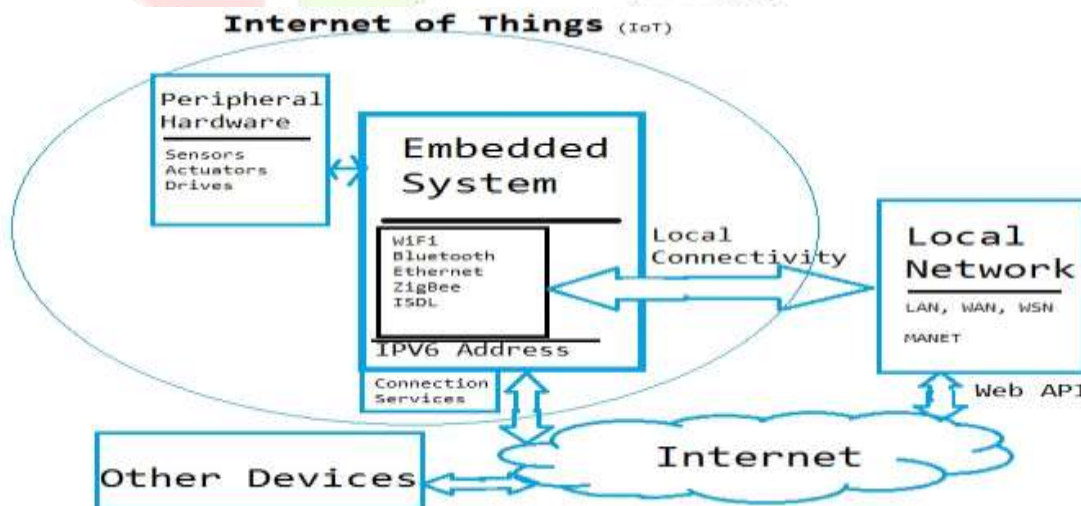 Internet of Things (IoT)
Peripheral
Hardware
Sensors
Actuators
Drives
Embedded
System
WiFi
Bluetooth
Ethernet
ZigBee
ISDL
IPV6 Address
Connection
Services
Local
Connectivity
Local
Network
LAN, WAN, WSN
MANET
Web API
Internet
Other Devices